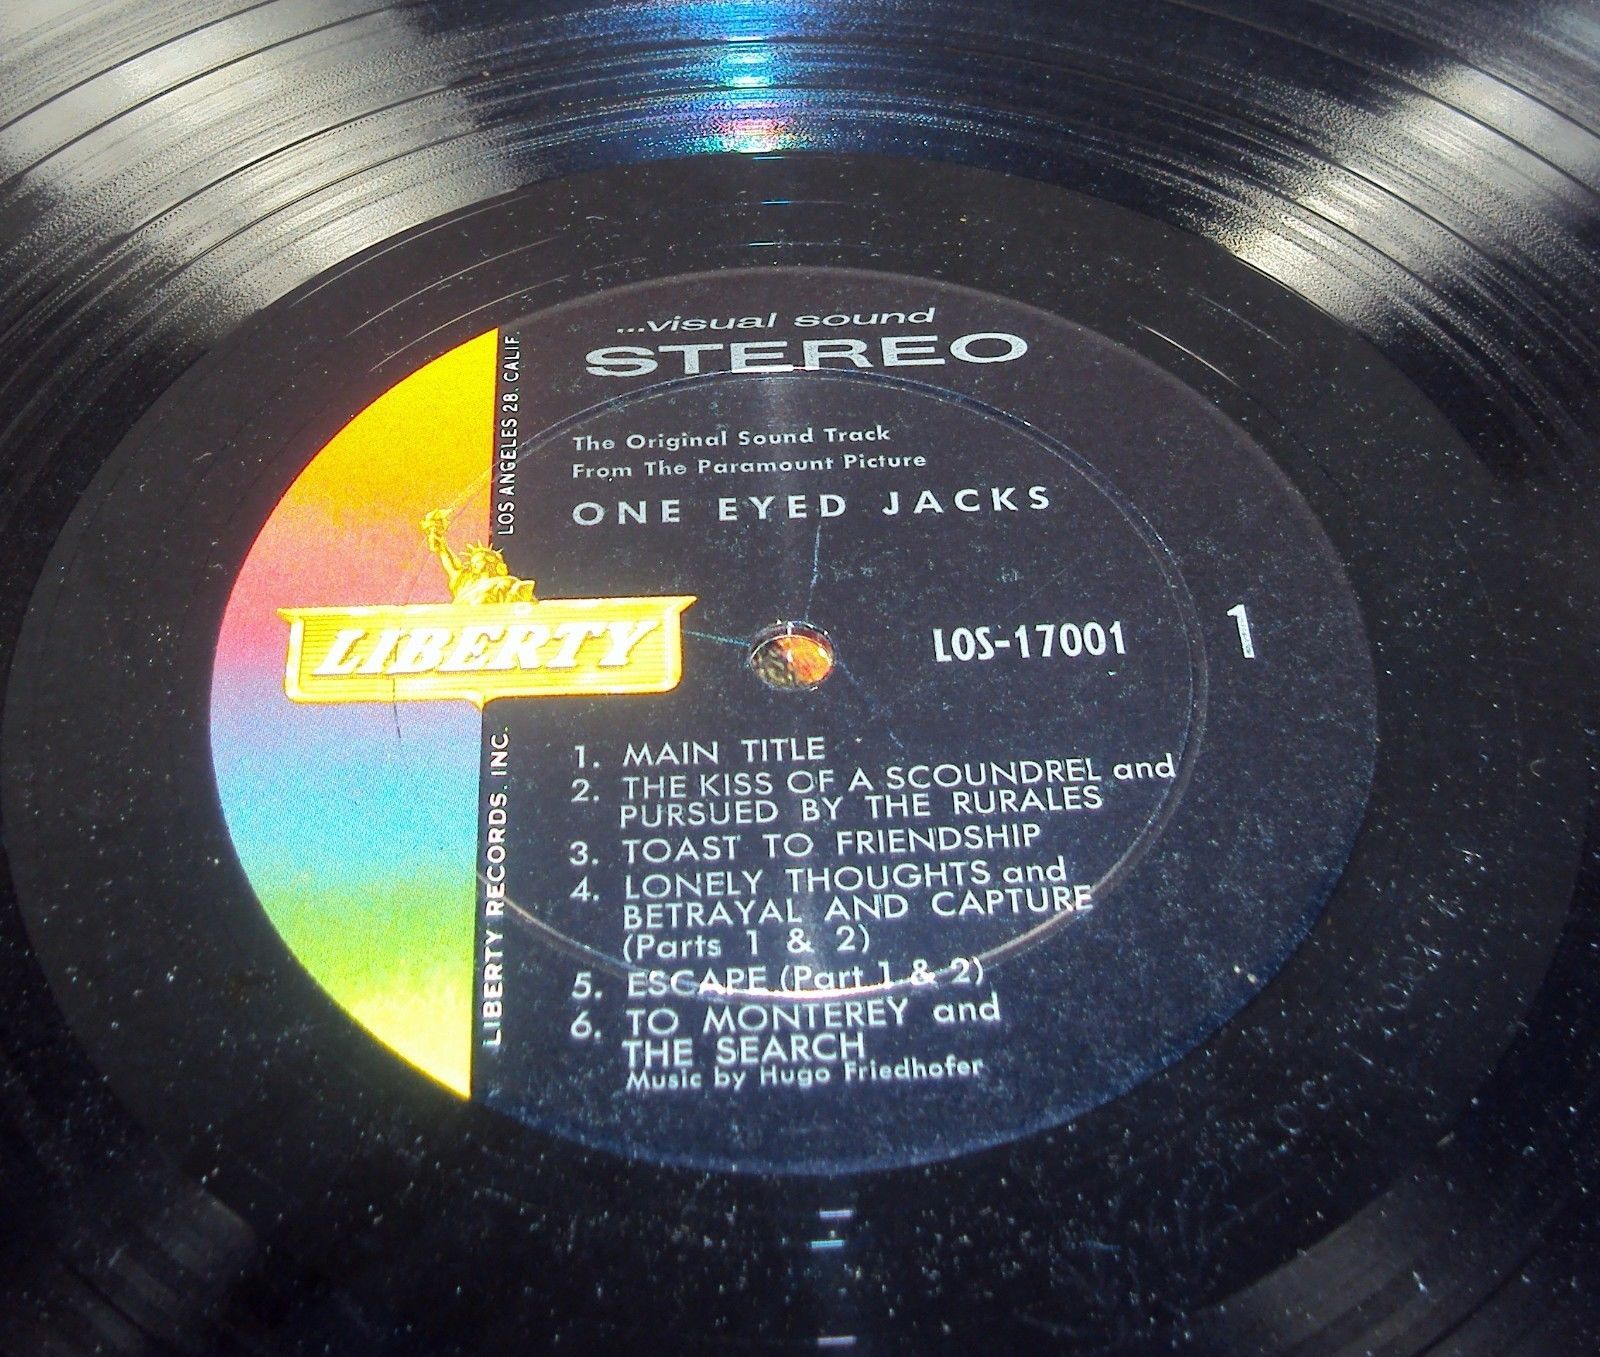 ...visual sound
STEREO
The Original Sound Track
From The Paramount Picture
ONE EYED JACKS
LOS ANGELES 28. CALIF.
LIBERTY
LOS-17001
1
LIBERTY RECORDS. INC.
1. MAIN TITLE
2. THE KISS OF A SCOUNDREL and
PURSUED BY THE RURALES
3. TOAST TO FRIENDSHIP
4. LONELY THOUGHTS and
BETRAYAL AND CAPTURE
(Parts 1 & 2)
5. ESCAPE (Part 1 & 2)
6. TO MONTEREY and
THE SEARCH
Music by Hugo Friedhofer